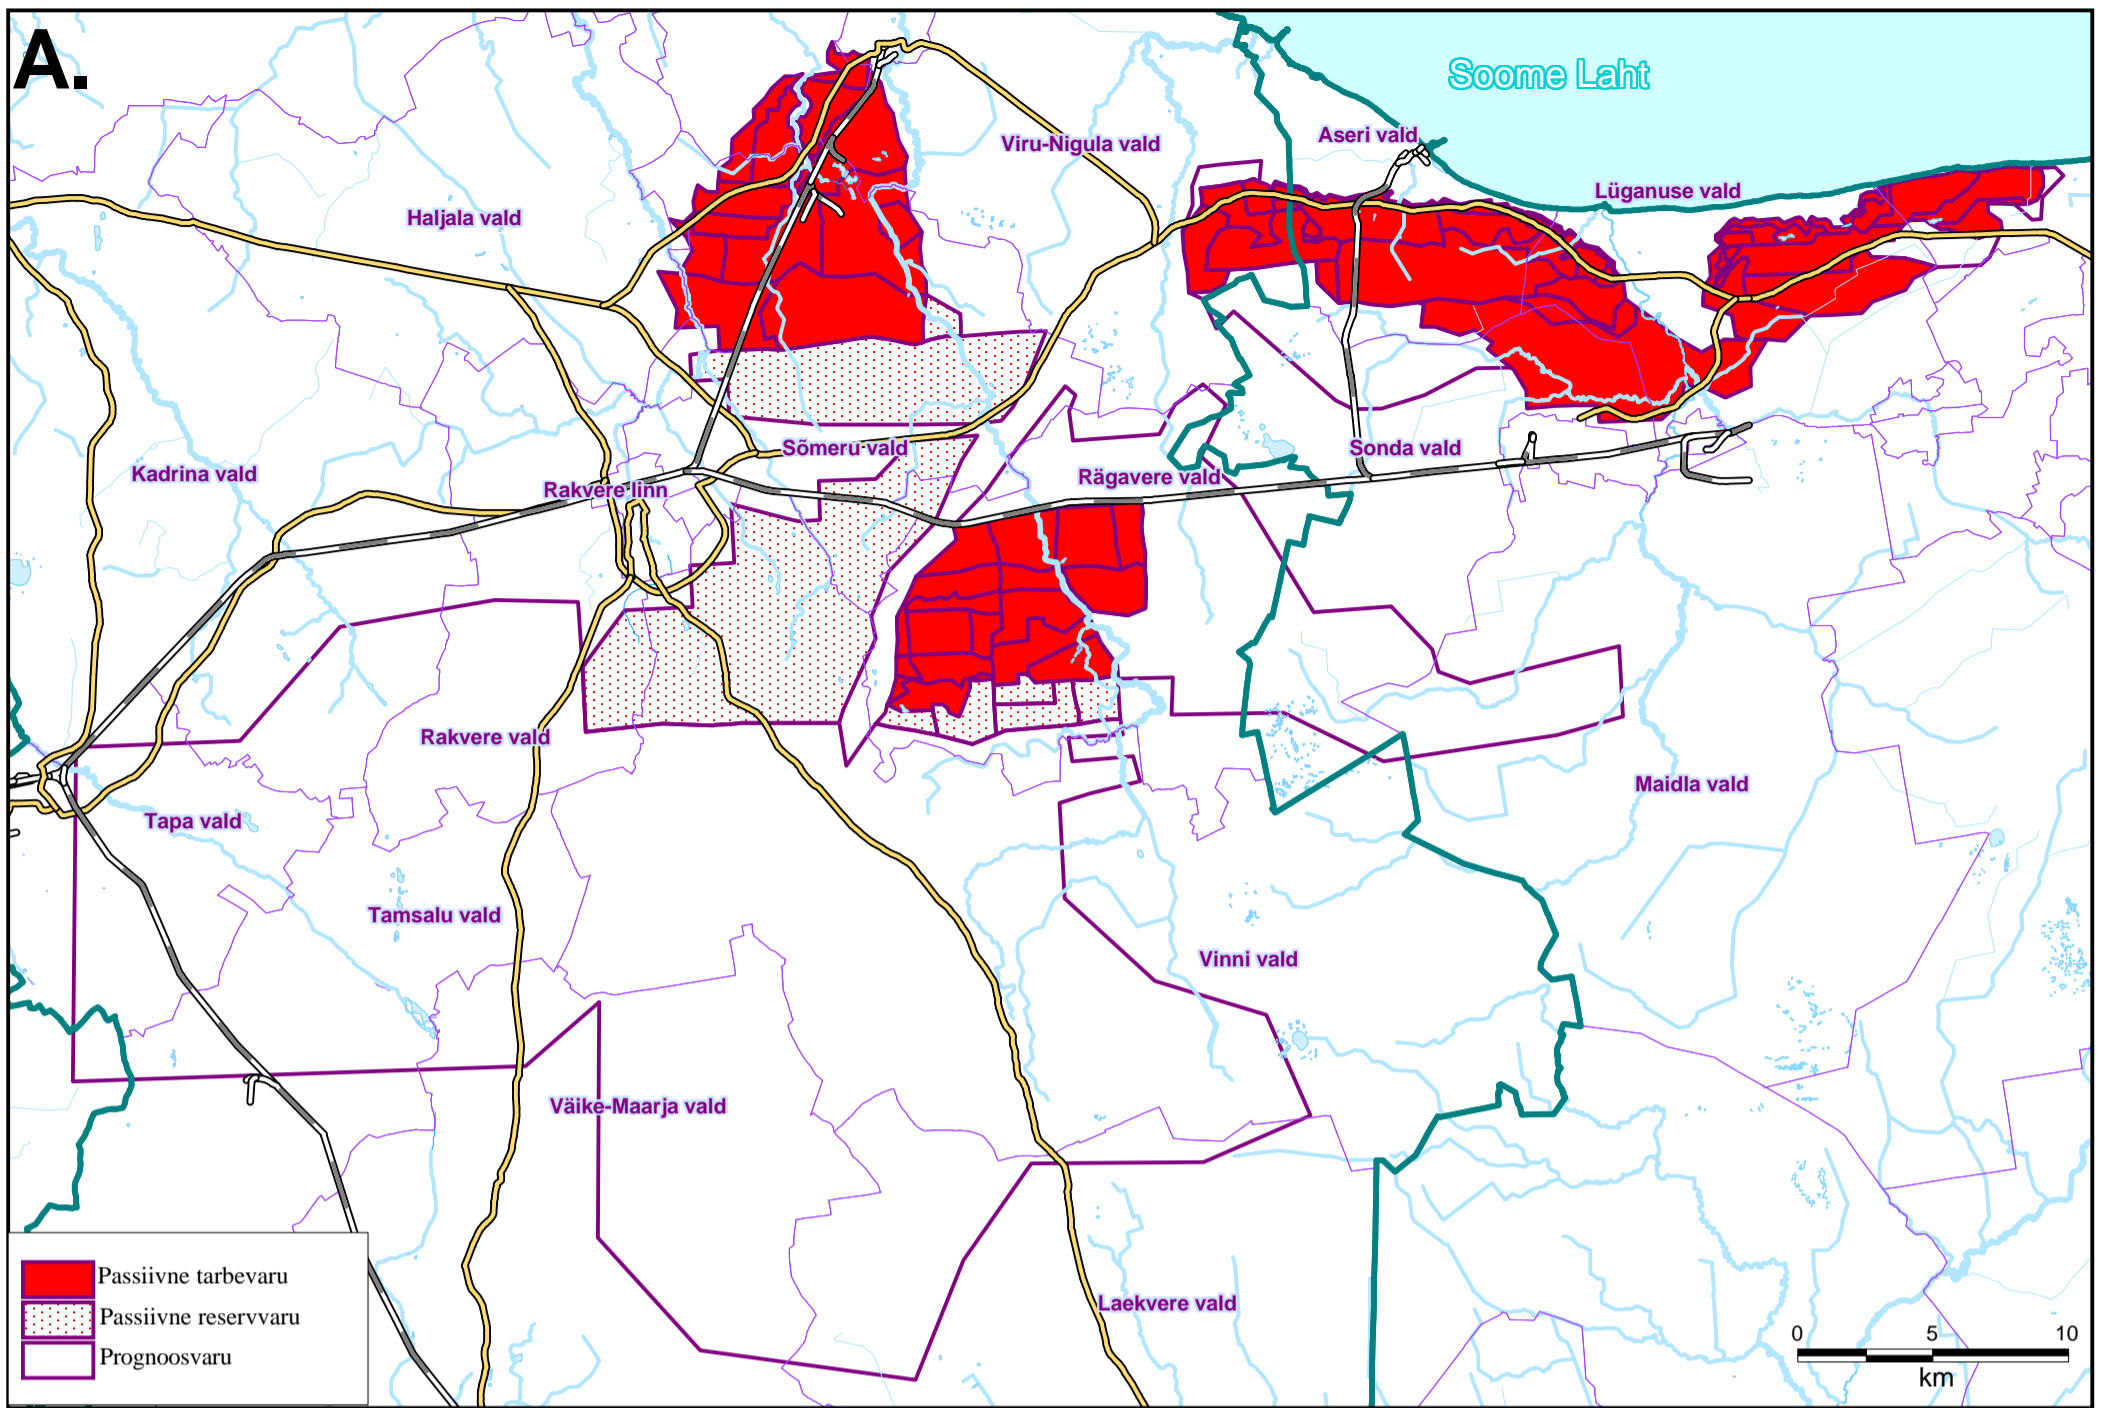 A.
Soome Laht
Aseri vald
Viru-Nigula vald
Lüganuse vald
Haljala vald
Sõmeru vald
Sonda vald
Kadrina vald
Rägavere vald
Rakvere linn
Rakvere vald
Maidla vald
Tapa vald
Tamsalu vald
Vinni vald
Väike-Maarja vald
Laekvere vald
Passiivne tarbevaru
Passiivne reservvaru
Prognoosvaru
0 5 10
km